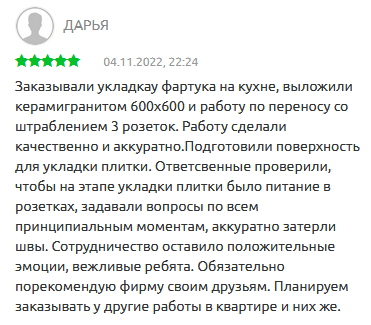 ДАРЬЯ
04.11.2022, 22:24
Заказывали укладкау фартука на кухне, выложили
керамигранитом 600х600 и работу по переносу со
штраблением 3 розеток. Работу сделали
качественно и аккуратно.Подготовили поверхность
для укладки плитки. Ответсвенные проверили,
чтобы на этапе укладки плитки было питание в
розетках, задавали вопросы по всем
принципиальным моментам, аккуратно затерли
швы. Сотрудничество оставило положительные
эмоции, вежливые ребята. Обязательно
порекомендую фирму своим друзьям. Планируем
заказывать у другие работы в квартире и них же.